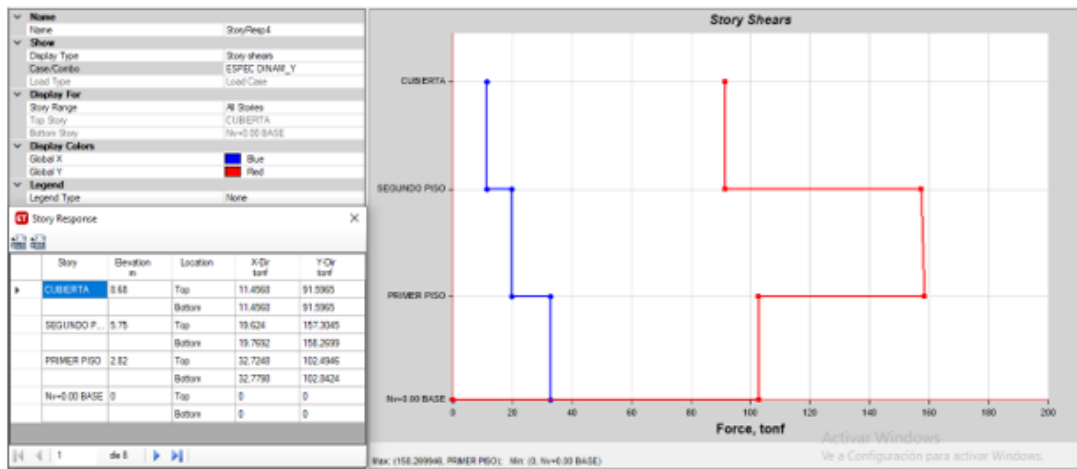 Name
Name StoryResp4
Show
Display Type Story shears
Case/Combo ESPEC DINAM_Y
Load Type Load Case
Display For
Story Range All Stories
Top Story CUBIERTA
Bottom Story Nv+0.00 BASE
Display Colors
Global X Blue
Global Y Red
Legend
Legend Type None
Story Response
Story Elevation Location X-Dir Y-Dir
m tonf tonf
CUBIERTA 8.68 Top 11.4568 91.5965
Bottom 11.4568 91.5965
SEGUNDO P... 5.75 Top 19.624 157.3045
Bottom 19.7692 158.2699
PRIMER PISO 2.82 Top 32.7248 102.4946
Bottom 32.7798 102.8424
Nv+0.00 BASE 0 Top 0 0
Bottom 0 0
1 de 8
Story Shears
CUBIERTA
SEGUNDO PISO
PRIMER PISO
Nv+0.00 BASE
0 20 40 60 80 100 120 140 160 180 200
Force, tonf
Activar Windows
Ve a Configuración para activar Windows.
Max: (158.269946, PRIMER PISO); Min: (0, Nv+0.00 BASE)